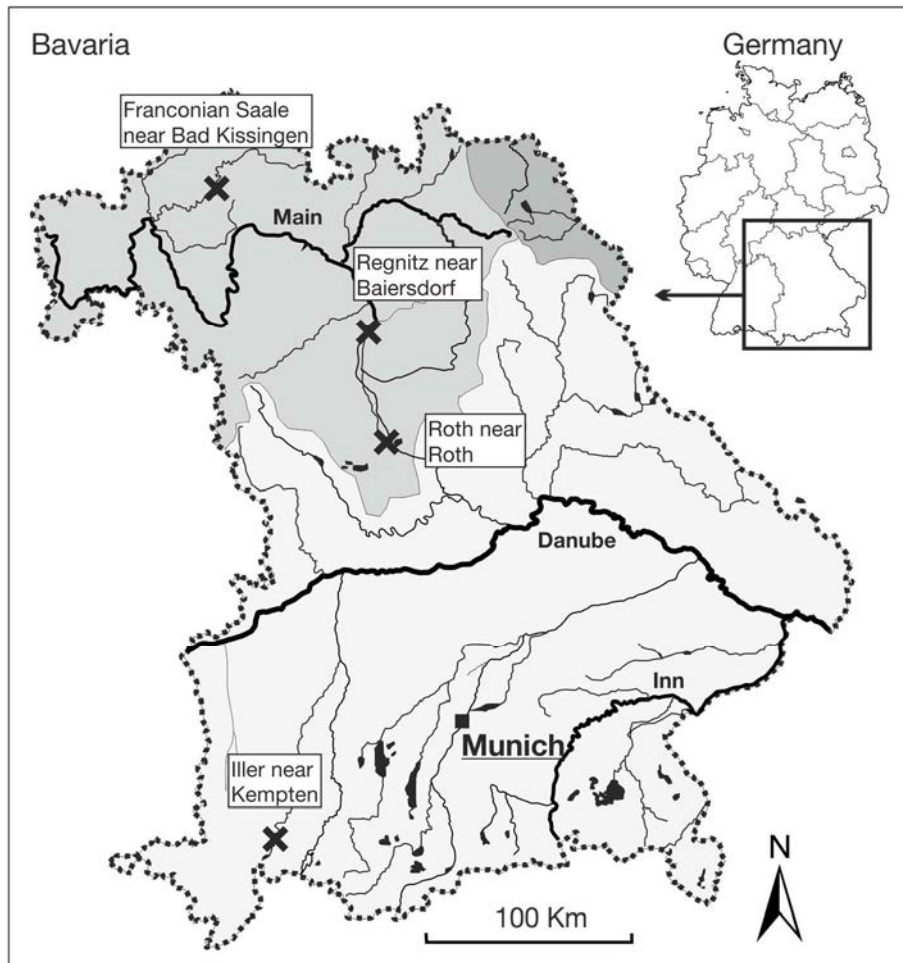 Bavaria
Germany
Franconian Saale
near Bad Kissingen
Main
Regnitz near
Baiersdorf
Roth near
Roth
Danube
Inn
Munich
Iller near
Kempten
N
100 Km